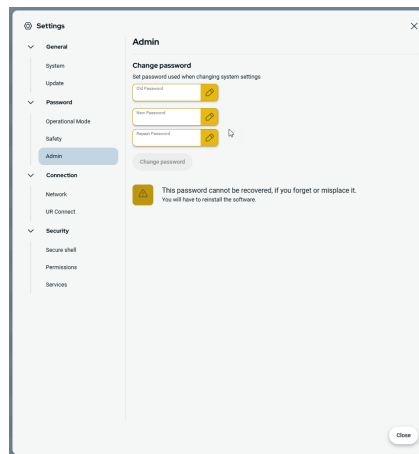 Settings
General
System
Update
Password
Operational Mode
Safety
Admin
Connection
Network
UR Connect
Security
Secure shell
Permissions
Services
Admin
Change password
Set password used when changing system settings
Old Password
New Password
Repeat Password
Change password
This password cannot be recovered, if you forget or misplace it.
You will have to reinstall the software.
Close